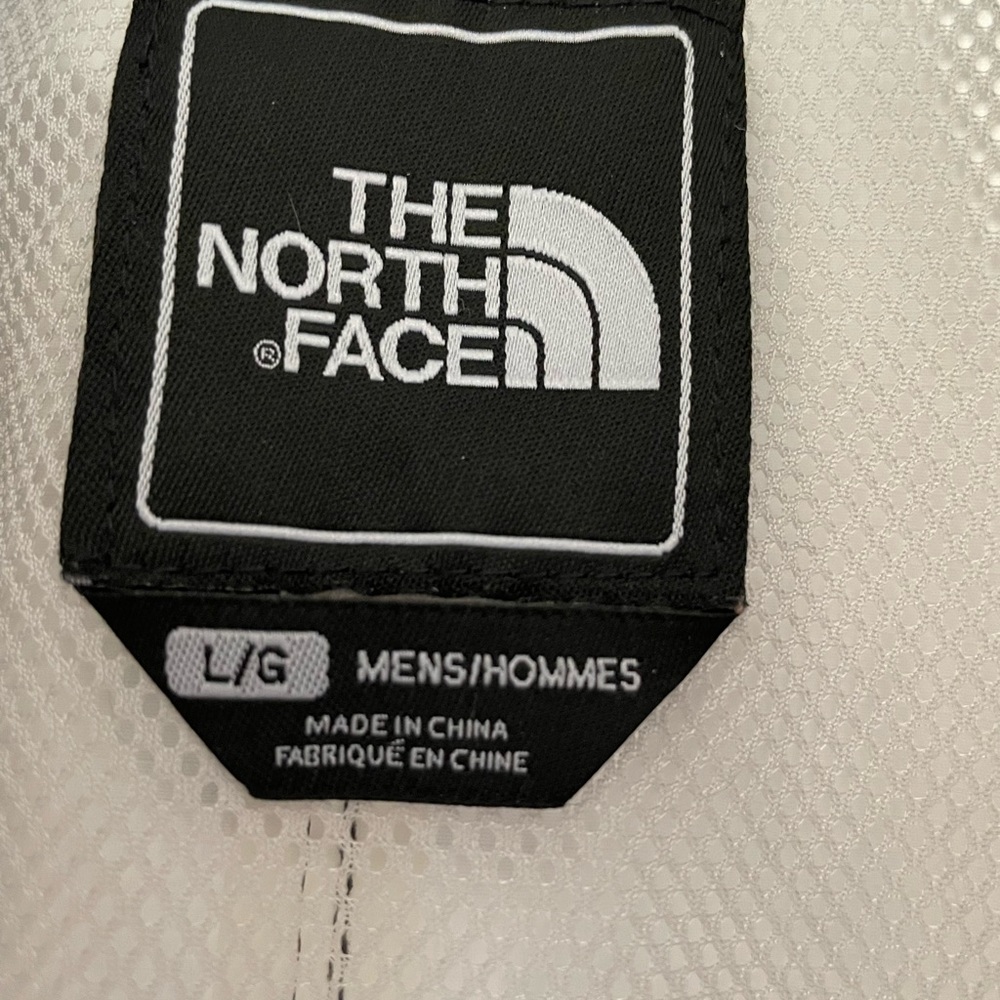 THE
NORTH
®FACE
L/G MENS/HOMMES
MADE IN CHINA
FABRIQUÉ EN CHINE